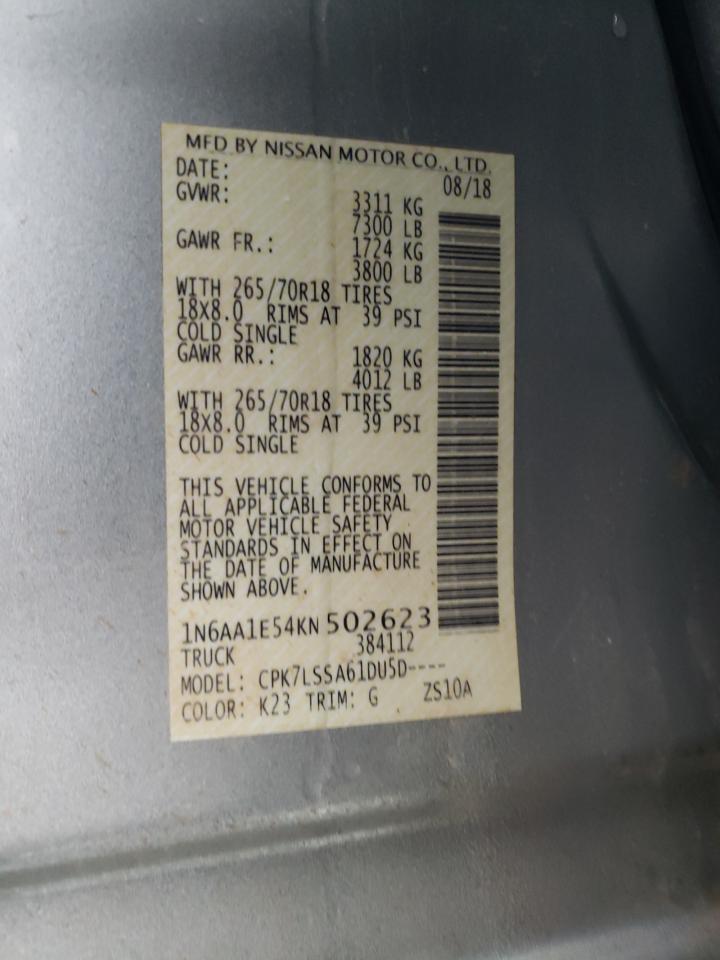 MFD BY NISSAN MOTOR CO., LTD.
DATE: 08/18
GVWR: 3311 KG
7300 LB
GAWR FR.: 1724 KG
3800 LB
WITH 265/70R18 TIRES
18X8.0 RIMS AT 39 PSI
COLD SINGLE
GAWR RR.: 1820 KG
4012 LB
WITH 265/70R18 TIRES
18X8.0 RIMS AT 39 PSI
COLD SINGLE
THIS VEHICLE CONFORMS TO
ALL APPLICABLE FEDERAL
MOTOR VEHICLE SAFETY
STANDARDS IN EFFECT ON
THE DATE OF MANUFACTURE
SHOWN ABOVE.
1N6AA1E54KN502623
TRUCK 384112
MODEL: CPK7LSSA61DU5D----
COLOR: K23 TRIM: G ZS10A